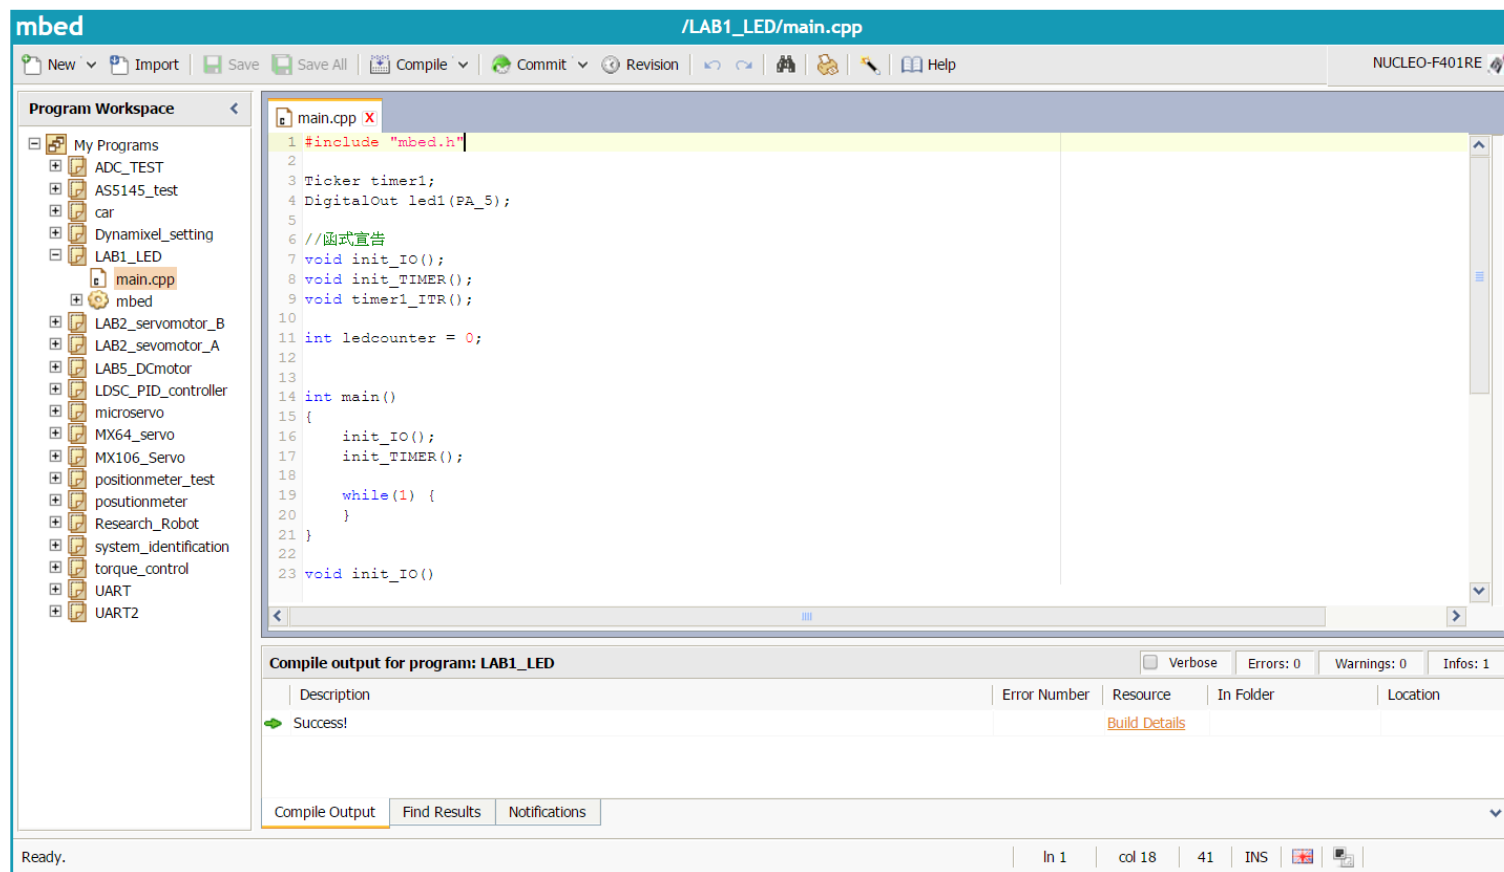 mbed
/LAB1_LED/main.cpp
New Import Save Save All Compile Commit Revision Help NUCLEO-F401RE
Program Workspace
My Programs
ADC_TEST
AS5145_test
car
Dynamixel_setting
LAB1_LED
main.cpp
mbed
LAB2_servomotor_B
LAB2_sevomotor_A
LAB5_DCmotor
LDSC_PID_controller
microservo
MX64_servo
MX106_Servo
positionmeter_test
posutionmeter
Research_Robot
system_identification
torque_control
UART
UART2
main.cpp X
1 #include "mbed.h"
2
3 Ticker timer1;
4 DigitalOut led1(PA_5);
5
6 //函式宣告
7 void init_IO();
8 void init_TIMER();
9 void timer1_ITR();
10
11 int ledcounter = 0;
12
13
14 int main()
15 {
16     init_IO();
17     init_TIMER();
18
19     while(1) {
20     }
21 }
22
23 void init_IO()
Compile output for program: LAB1_LED Verbose Errors: 0 Warnings: 0 Infos: 1
Description Error Number Resource In Folder Location
Success! Build Details
Compile Output Find Results Notifications
Ready. ln 1 col 18 41 INS